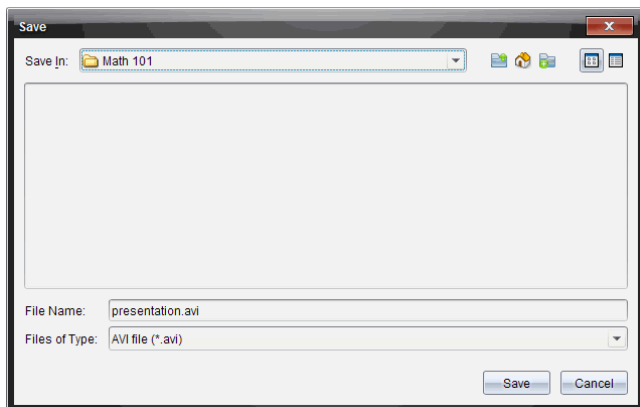 Save
Save In: Math 101
File Name: presentation.avi
Files of Type: AVI file (*.avi)
Save Cancel